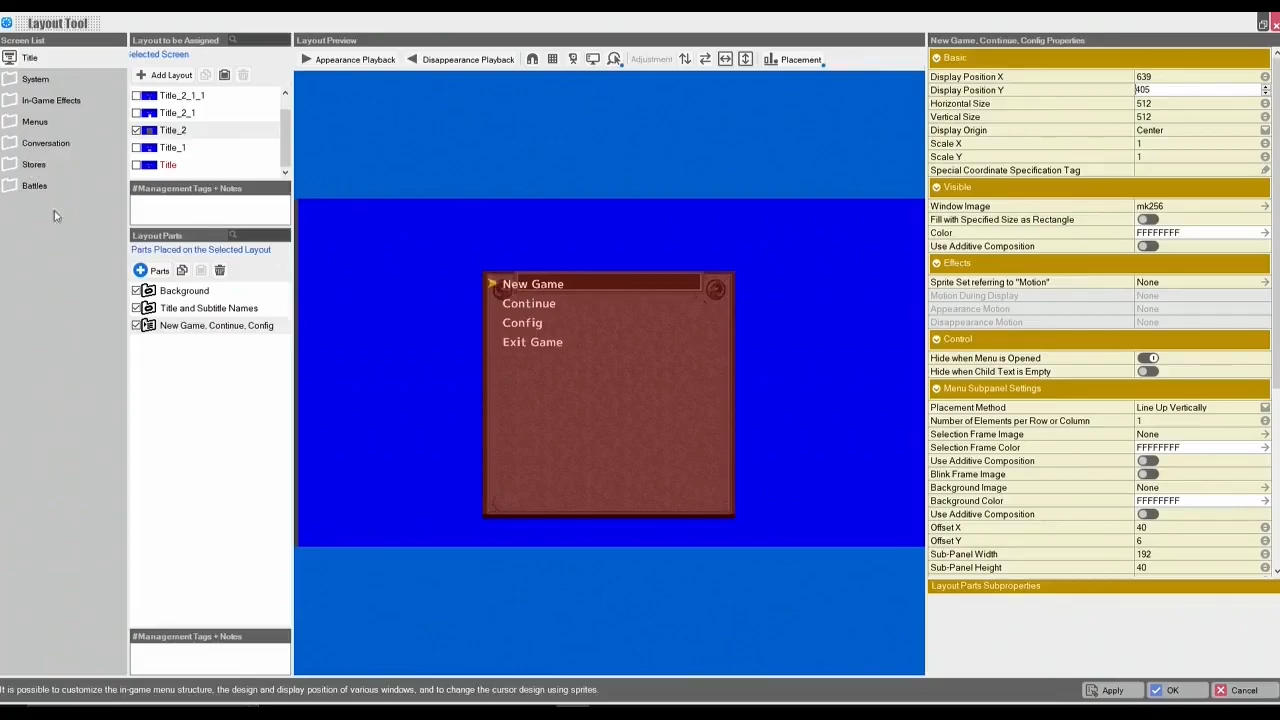 Layout Tool
Screen List
Title
System
In-Game Effects
Menus
Conversation
Stores
Battles
Layout to be Assigned
Selected Screen
Add Layout
Title_2_1_1
Title_2_1
Title_2
Title_1
Title
#Management Tags + Notes
Layout Parts
Parts Placed on the Selected Layout
Parts
Background
Title and Subtitle Names
New Game, Continue, Config
#Management Tags + Notes
Layout Preview
Appearance Playback
Disappearance Playback
Adjustment
Placement
New Game
Continue
Config
Exit Game
New Game, Continue, Config Properties
Basic
Display Position X 639
Display Position Y 405
Horizontal Size 512
Vertical Size 512
Display Origin Center
Scale X 1
Scale Y 1
Special Coordinate Specification Tag
Visible
Window Image mk256
Fill with Specified Size as Rectangle
Color FFFFFFFF
Use Additive Composition
Effects
Sprite Set referring to "Motion" None
Motion During Display None
Appearance Motion None
Disappearance Motion None
Control
Hide when Menu is Opened
Hide when Child Text is Empty
Menu Subpanel Settings
Placement Method Line Up Vertically
Number of Elements per Row or Column 1
Selection Frame Image None
Selection Frame Color FFFFFFFF
Use Additive Composition
Blink Frame Image
Background Image None
Background Color FFFFFFFF
Use Additive Composition
Offset X 40
Offset Y 6
Sub-Panel Width 192
Sub-Panel Height 40
Layout Parts Subproperties
It is possible to customize the in-game menu structure, the design and display position of various windows, and to change the cursor design using sprites.
Apply
OK
Cancel